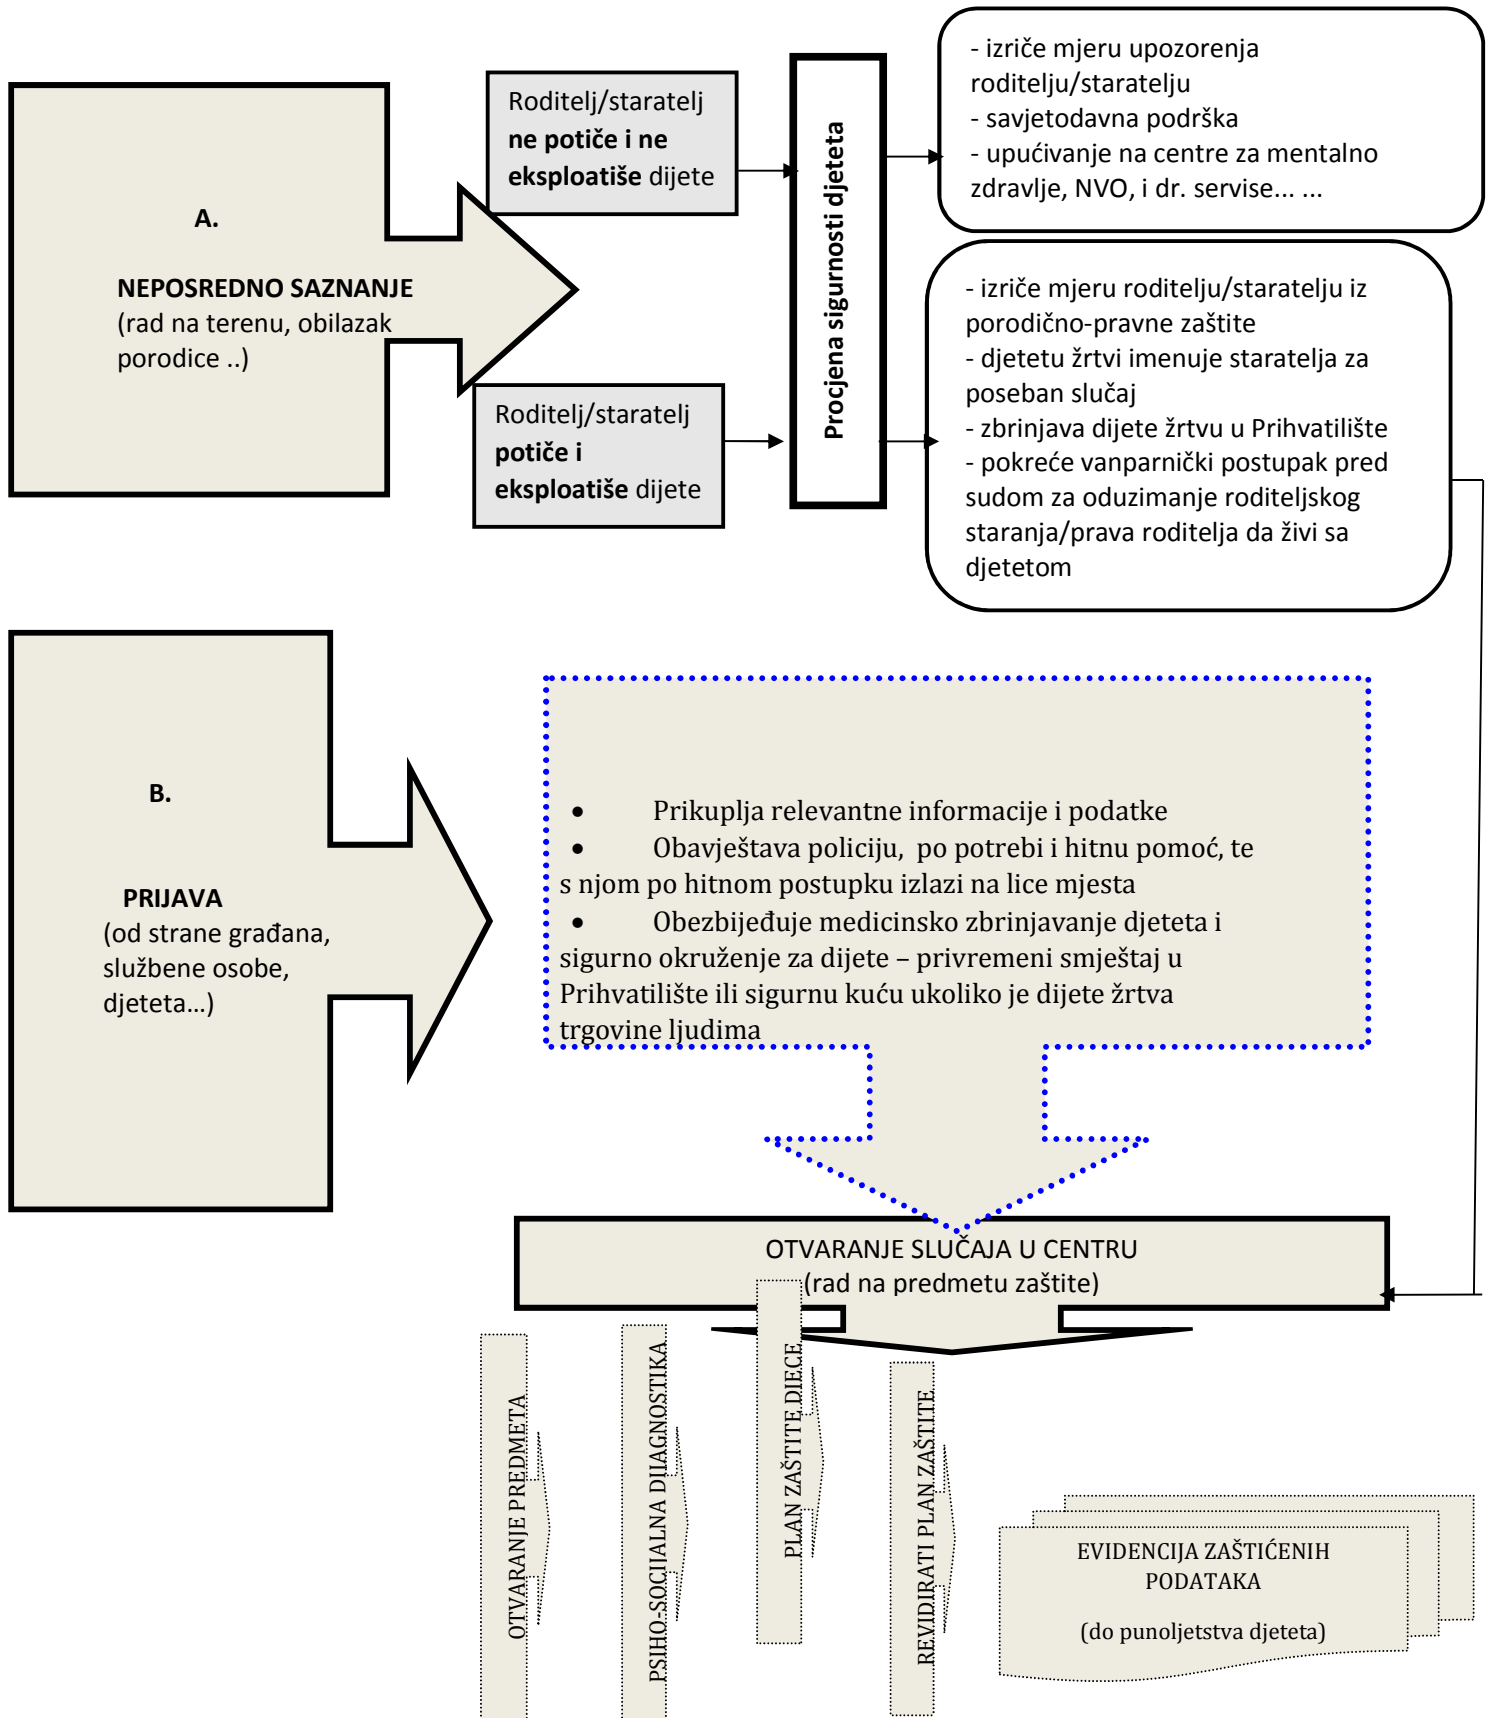 A.
NEPOSREDNO SAZNANJE
(rad na terenu, obilazak
porodice ..)
Roditelj/staratelj
ne potiče i ne
eksploatiše dijete
Roditelj/staratelj
potiče i
eksploatiše dijete
Procjena sigurnosti djeteta
- izriče mjeru upozorenja
roditelju/staratelju
- savjetodavna podrška
- upućivanje na centre za mentalno
zdravlje, NVO, i dr. servise... ...
- izriče mjeru roditelju/staratelju iz
porodično-pravne zaštite
- djetetu žrtvi imenuje staratelja za
poseban slučaj
- zbrinjava dijete žrtvu u Prihvatilište
- pokreće vanparnički postupak pred
sudom za oduzimanje roditeljskog
staranja/prava roditelja da živi sa
djetetom
B.
PRIJAVA
(od strane građana,
službene osobe,
djeteta…)
• Prikuplja relevantne informacije i podatke
• Obavještava policiju, po potrebi i hitnu pomoć, te
s njom po hitnom postupku izlazi na lice mjesta
• Obezbijeđuje medicinsko zbrinjavanje djeteta i
sigurno okruženje za dijete – privremeni smještaj u
Prihvatilište ili sigurnu kuću ukoliko je dijete žrtva
trgovine ljudima
OTVARANJE SLUČAJA U CENTRU
(rad na predmetu zaštite)
OTVARANJE PREDMETA
PSIHO-SOCIJALNA DIJAGNOSTIKA
PLAN ZAŠTITE DJECE
REVIDIRATI PLAN ZAŠTITE
EVIDENCIJA ZAŠTIĆENIH
PODATAKA
(do punoljetstva djeteta)